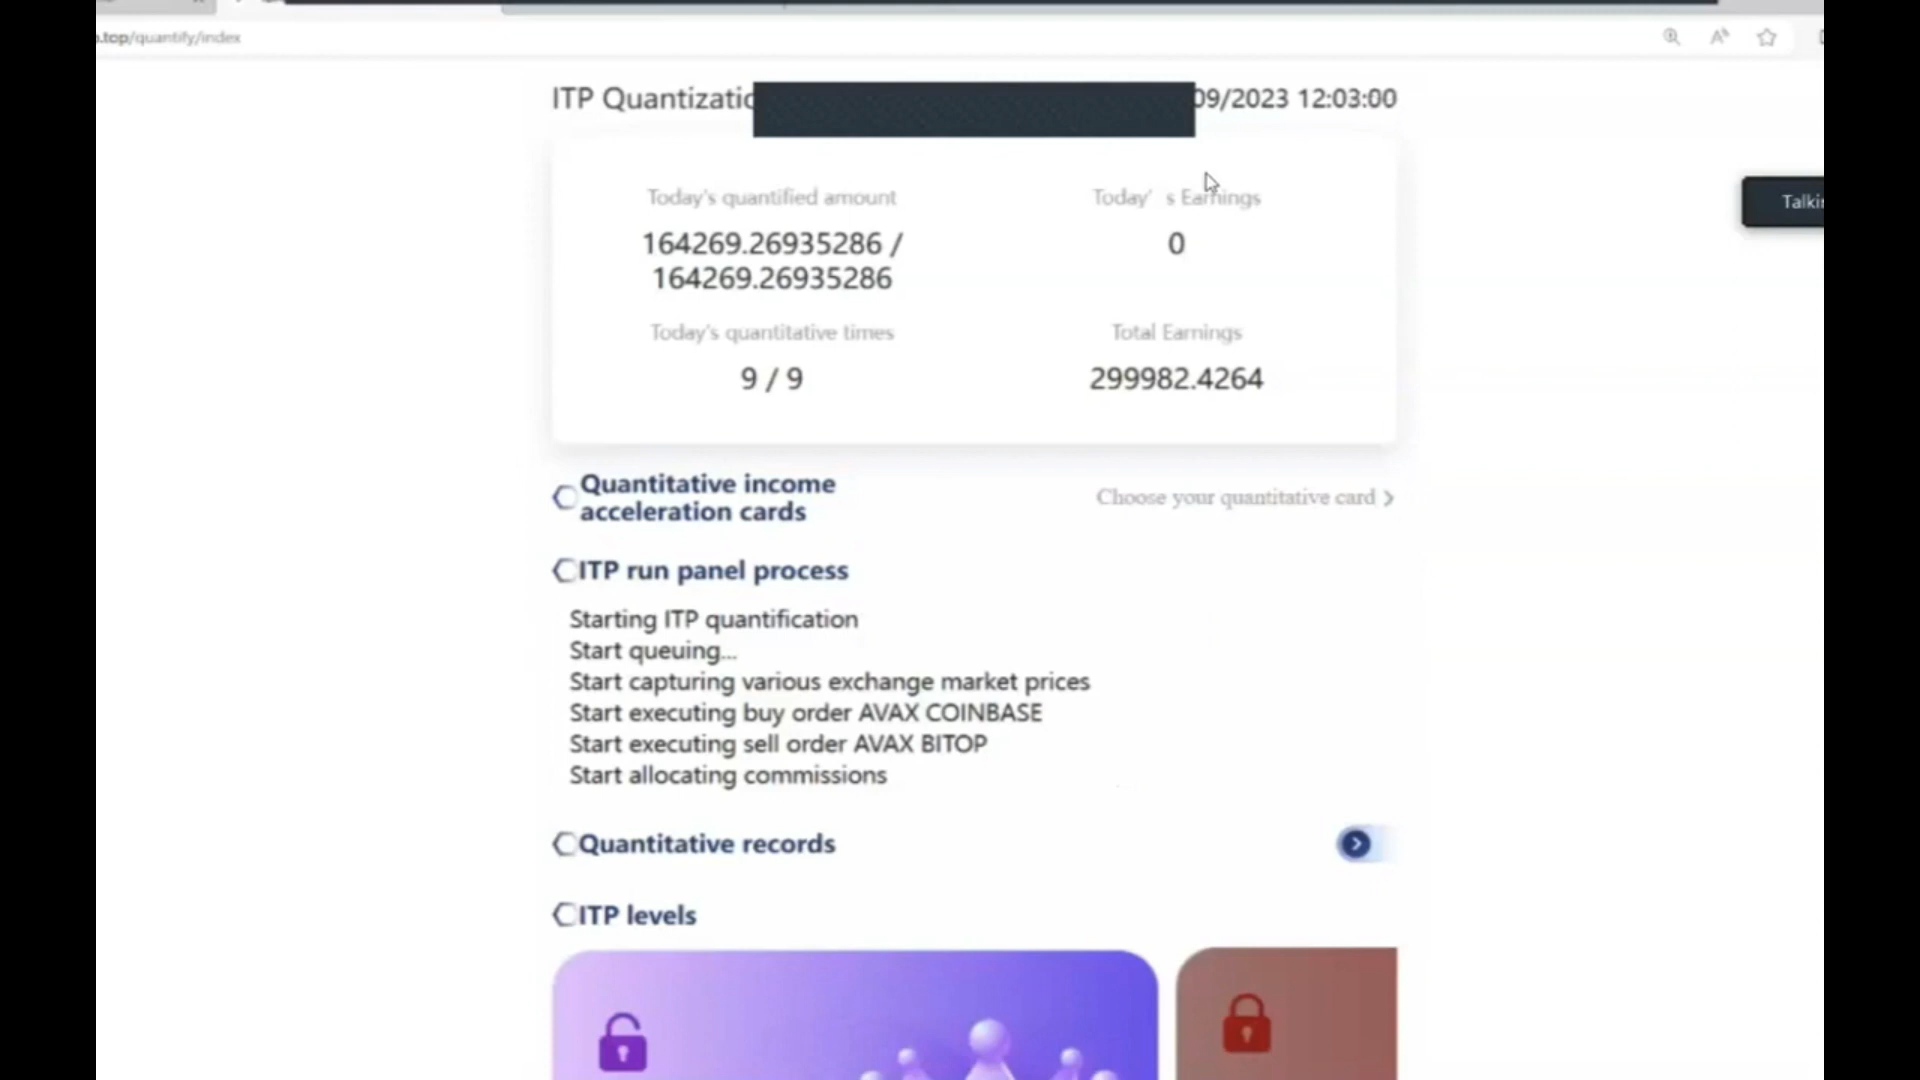 .top/quantify/index
ITP Quantizatio 09/2023 12:03:00
Today's quantified amount
164269.26935286 /
164269.26935286
Today' s Earnings
0
Today's quantitative times
9 / 9
Total Earnings
299982.4264
Quantitative income
acceleration cards
Choose your quantitative card
ITP run panel process
Starting ITP quantification
Start queuing...
Start capturing various exchange market prices
Start executing buy order AVAX COINBASE
Start executing sell order AVAX BITOP
Start allocating commissions
Quantitative records
ITP levels
Talki